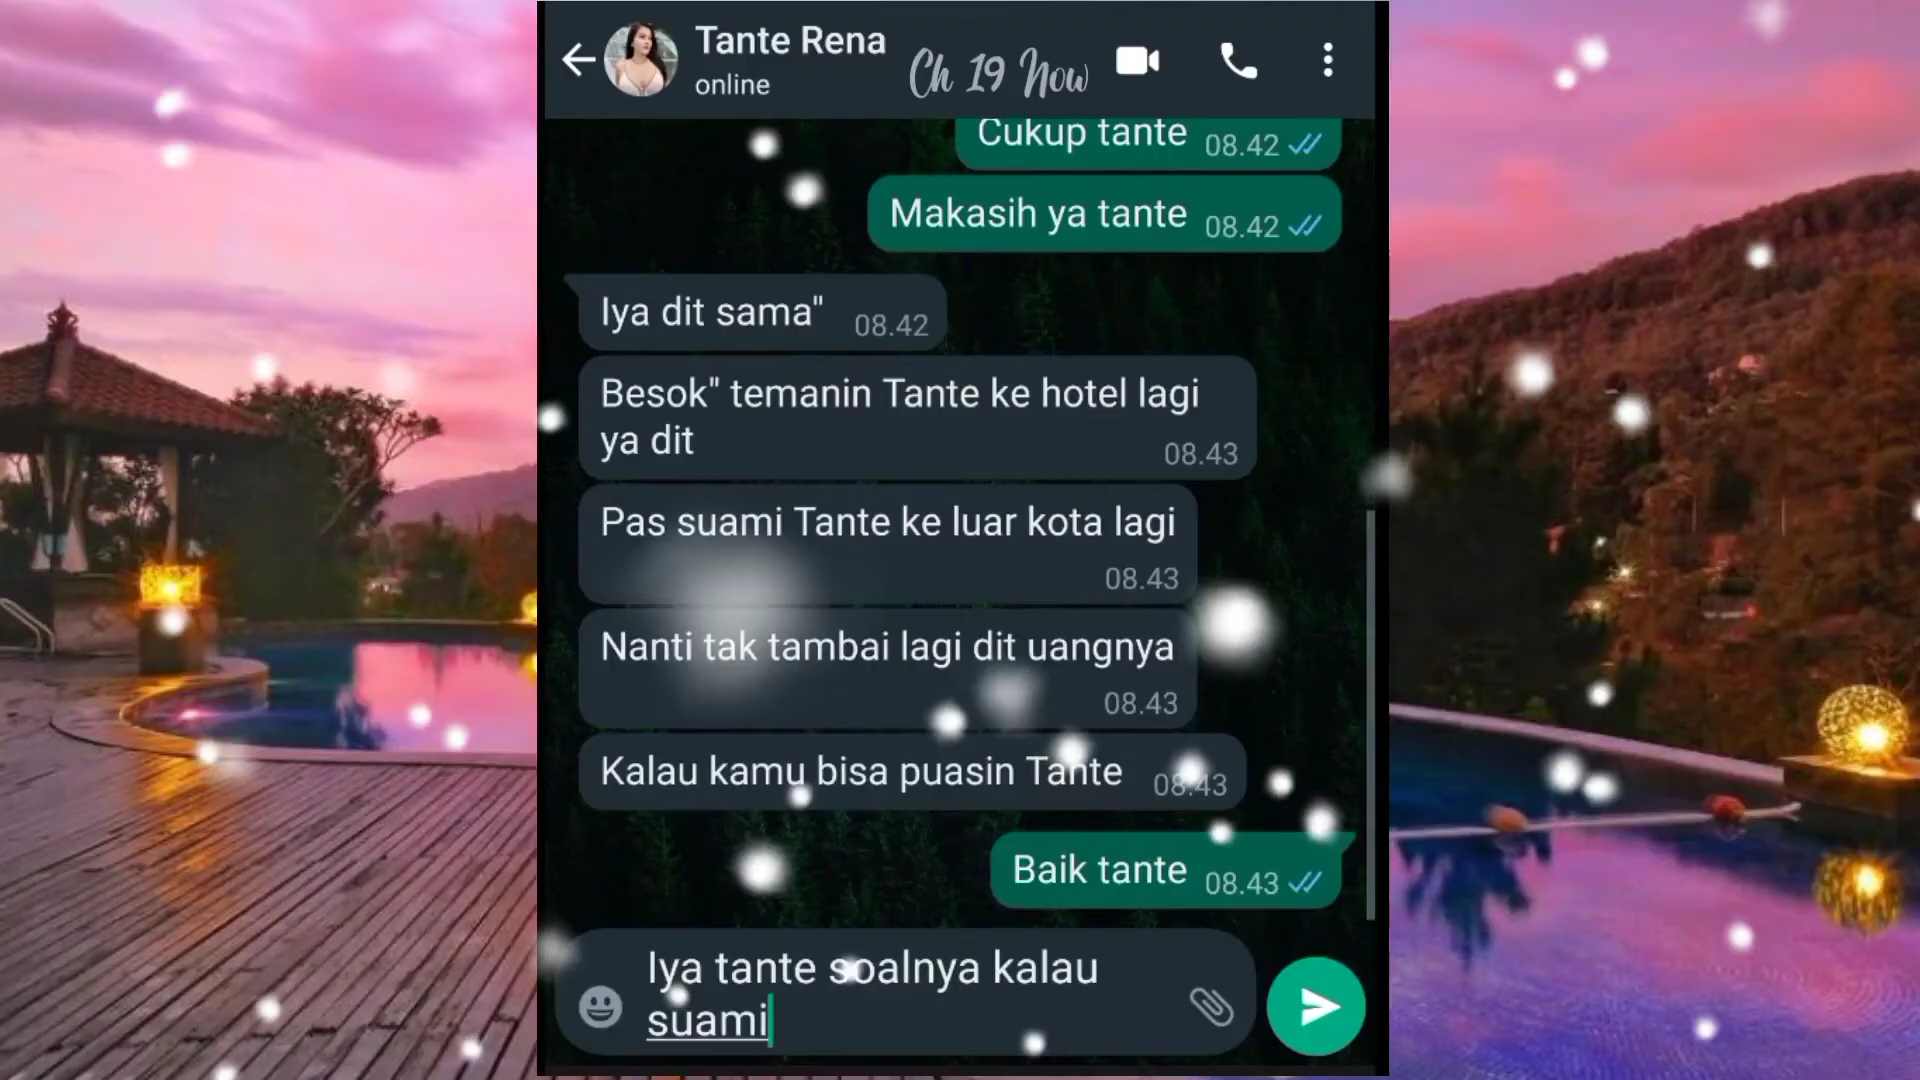 Tante Rena
online
Ch 19 Now
Cukup tante 08.42
Makasih ya tante 08.42
Iya dit sama" 08.42
Besok" temanin Tante ke hotel lagi
ya dit 08.43
Pas suami Tante ke luar kota lagi
08.43
Nanti tak tambai lagi dit uangnya
08.43
Kalau kamu bisa puasin Tante 08.43
Baik tante 08.43
Iya tante soalnya kalau
suami